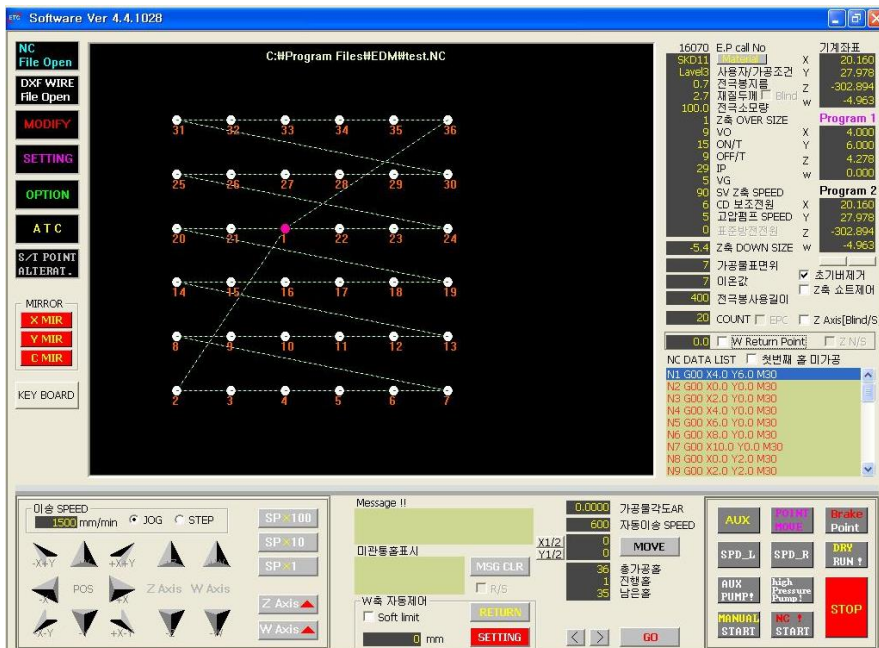 ETC Software Ver 4.4.1028
NC
File Open
DXF WIRE
File Open
MODIFY
SETTING
OPTION
A T C
S/T POINT
ALTERAT.
MIRROR
X MIR
Y MIR
C MIR
KEY BOARD
C:₩Program Files₩EDM₩test.NC
31 32 33 34 35 36
25 26 27 28 29 30
20 21 1 22 23 24
14 15 16 17 18 19
8 9 10 11 12 13
2 3 4 5 6 7
16070 E.P call No
SKD11 Material
Lavel3 사용자/가공조건
0.7 전극봉지름
2.7 재질두께 Blind
100.0 전극소모량
1 Z축 OVER SIZE
9 VO
15 ON/T
9 OFF/T
29 IP
5 VG
90 SV Z축 SPEED
6 CD 보조전원
5 고압펌프 SPEED
0 표준방전전원
-5.4 Z축 DOWN SIZE
7 가공물표면위
7 이온값
400 전극봉사용길이
20 COUNT EPC
기계좌표
X 20.160
Y 27.978
Z -302.894
W -4.963
Program 1
X 4.000
Y 6.000
Z 4.278
W 0.000
Program 2
X 20.160
Y 27.978
Z -302.894
W -4.963
초기버제거
Z축 쇼트제어
Z Axis[Blind/S
0.0 W Return Point Z N/S
NC DATA LIST 첫번째 홀 미가공
N1 G00 X4.0 Y6.0 M30
N2 G00 X0.0 Y0.0 M30
N3 G00 X2.0 Y0.0 M30
N4 G00 X4.0 Y0.0 M30
N5 G00 X6.0 Y0.0 M30
N6 G00 X8.0 Y0.0 M30
N7 G00 X10.0 Y0.0 M30
N8 G00 X0.0 Y2.0 M30
N9 G00 X2.0 Y2.0 M30
이송 SPEED
1500 mm/min JOG STEP
-X+Y +Y +X+Y
-X POS +X
-X-Y -Y +X-Y
Z Axis W Axis
-Z -W
SP×100
SP×10
SP×1
Z Axis
W Axis
Message !!
미관통홀표시
MSG CLR
R/S
W축 자동제어
Soft limit
0 mm
RETURN
SETTING
0.0000 가공물각도AR
600 자동이송 SPEED
X1/2 0
Y1/2 0
MOVE
36 총가공홀
1 진행홀
35 남은홀
< >
GO
AUX
POINT
MOVE
Brake
Point
SPD_L
SPD_R
DRY
RUN !
AUX
PUMP!
high
Pressure
Pump!
STOP
MANUAL
START
NC !
START